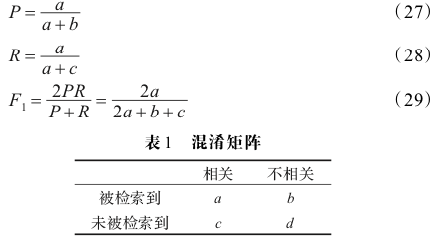 P = a / (a + b) (27)
R = a / (a + c) (28)
F₁ = 2PR / (P + R) = 2a / (2a + b + c) (29)
表1 混淆矩阵
相关 不相关
被检索到 a b
未被检索到 c d